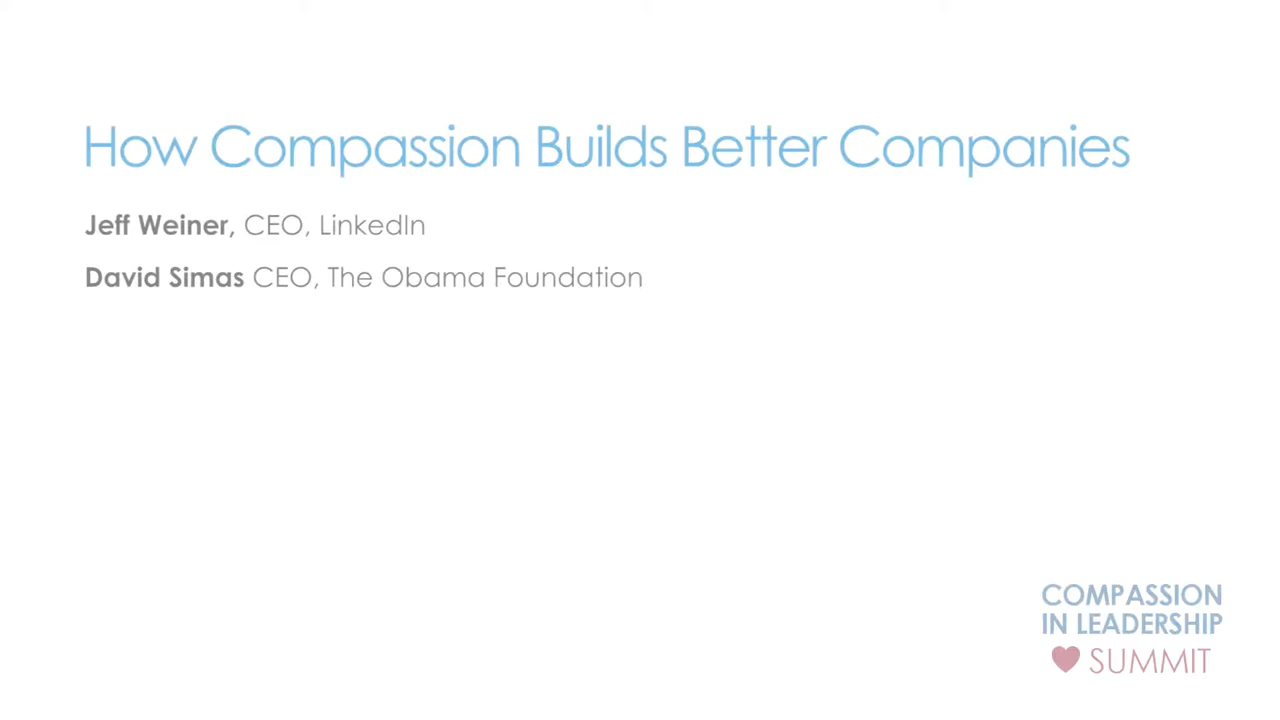 How Compassion Builds Better Companies
Jeff Weiner, CEO, LinkedIn
David Simas CEO, The Obama Foundation
COMPASSION
IN LEADERSHIP
SUMMIT